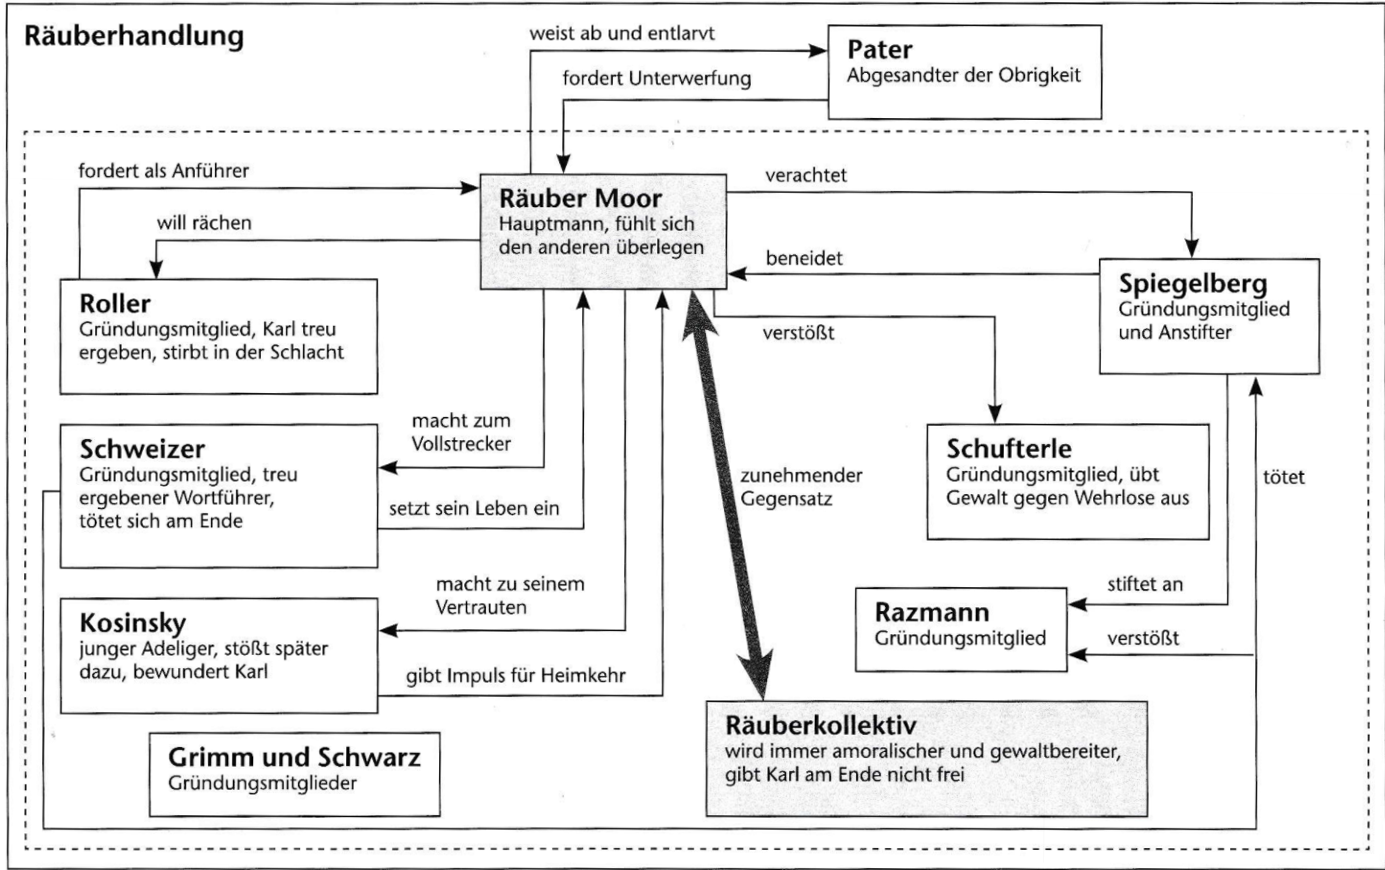 Räuberhandlung
weist ab und entlarvt
Pater
Abgesandter der Obrigkeit
fordert Unterwerfung
fordert als Anführer
Räuber Moor
Hauptmann, fühlt sich
den anderen überlegen
verachtet
will rächen
beneidet
Spiegelberg
Gründungsmitglied
und Anstifter
Roller
Gründungsmitglied, Karl treu
ergeben, stirbt in der Schlacht
verstößt
macht zum
Vollstrecker
Schweizer
Gründungsmitglied, treu
ergebener Wortführer,
tötet sich am Ende
setzt sein Leben ein
zunehmender
Gegensatz
Schufterle
Gründungsmitglied, übt
Gewalt gegen Wehrlose aus
tötet
macht zu seinem
Vertrauten
stiftet an
Razmann
Gründungsmitglied
verstößt
Kosinsky
junger Adeliger, stößt später
dazu, bewundert Karl
gibt Impuls für Heimkehr
Räuberkollektiv
wird immer amoralischer und gewaltbereiter,
gibt Karl am Ende nicht frei
Grimm und Schwarz
Gründungsmitglieder